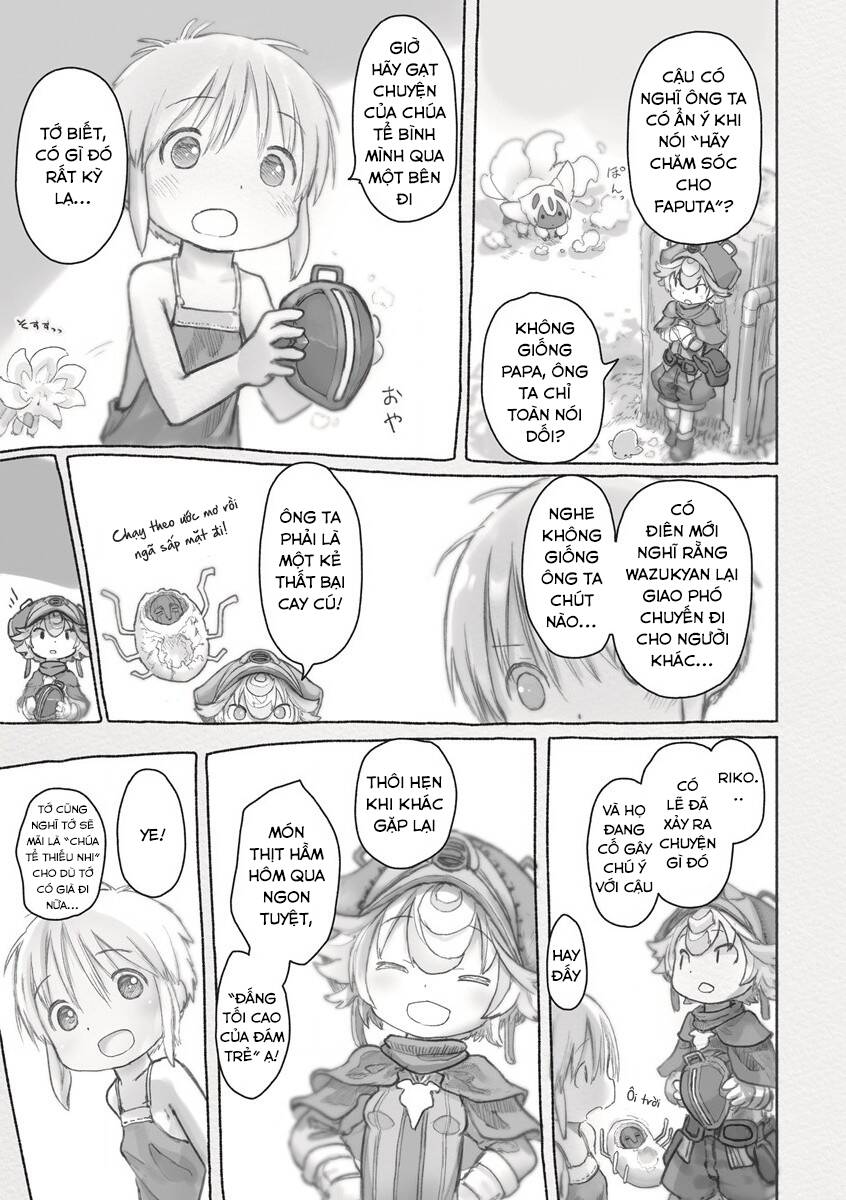 CẬU CÓ
NGHĨ ÔNG TA
CÓ ẨN Ý KHI
NÓI "HÃY
CHĂM SÓC
CHO
FAPUTA"?
ぽんっ
KHÔNG
GIỐNG
PAPA, ÔNG
TA CHỈ
TOÀN NÓI
DỐI?
GIỜ
HÃY GẠT
CHUYỆN
CỦA CHÚA
TỂ BÌNH
MINH QUA
MỘT BÊN
ĐI
TỚ BIẾT,
CÓ GÌ ĐÓ
RẤT KỲ
LẠ...
そすすっっ
おや
CÓ
ĐIÊN MỚI
NGHĨ RẰNG
WAZUKYAN LẠI
GIAO PHÓ
CHUYẾN ĐI
CHO NGƯỜI
KHÁC...
NGHE
KHÔNG
GIỐNG
ÔNG TA
CHÚT
NÀO...
ÔNG TA
PHẢI LÀ
MỘT KẺ
THẤT BẠI
CAY CÚ!
Chạy theo ước mơ rồi
ngã sấp mặt đi!
RIKO.
..
CÓ
LẼ ĐÃ
XẢY RA
CHUYỆN
GÌ ĐÓ
VÃ HỌ
ĐANG
CỐ GÂY
CHÚ Ý
VỚI CẬU
HAY
ĐẤY
Ôi trời
THÔI HẸN
KHI KHÁC
GẶP LẠI
MÓN
THỊT HẦM
HÔM QUA
NGON
TUYỆT,
"ĐẤNG
TỐI CAO
CỦA ĐÁM
TRẺ" Ạ!
YE!
TỚ CŨNG
NGHĨ TỚ SẼ
MÃI LÀ "CHÚA
TỂ THIẾU NHI"
CHO DÙ TỚ
CÓ GIÀ ĐI
NỮA...